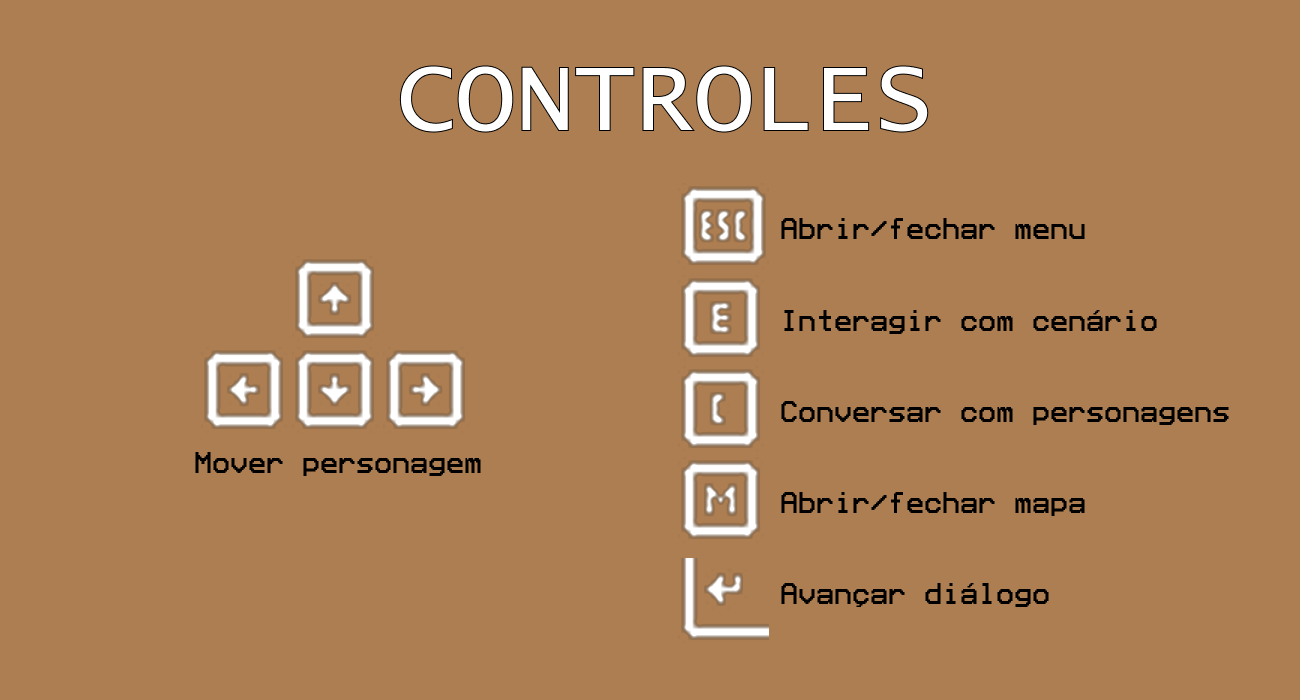 CONTROLES
Mover personagem
ESC Abrir/fechar menu
E Interagir com cenário
C Conversar com personagens
M Abrir/fechar mapa
Avançar diálogo